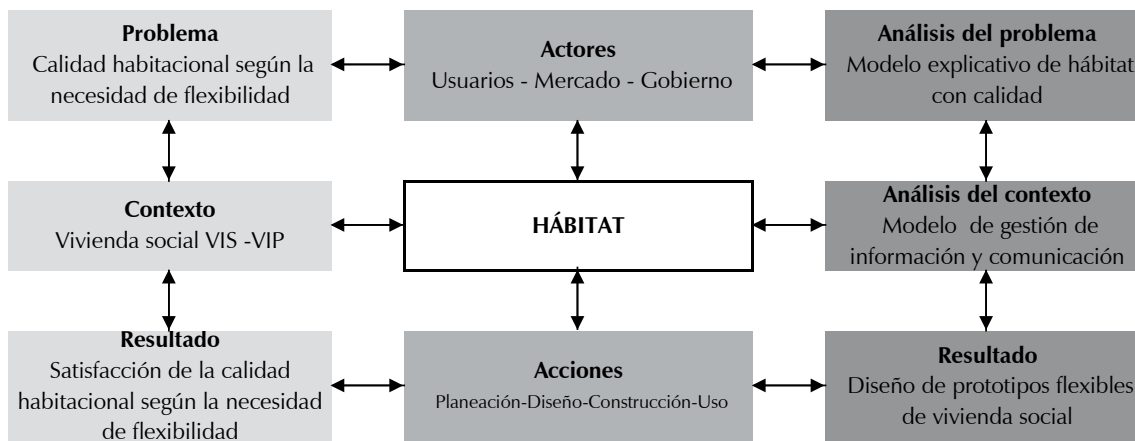 Problema
Calidad habitacional según la
necesidad de flexibilidad
Actores
Usuarios - Mercado - Gobierno
Análisis del problema
Modelo explicativo de hábitat
con calidad
Contexto
Vivienda social VIS -VIP
HÁBITAT
Análisis del contexto
Modelo de gestión de
información y comunicación
Resultado
Satisfacción de la calidad
habitacional según la necesidad
de flexibilidad
Acciones
Planeación-Diseño-Construcción-Uso
Resultado
Diseño de prototipos flexibles
de vivienda social